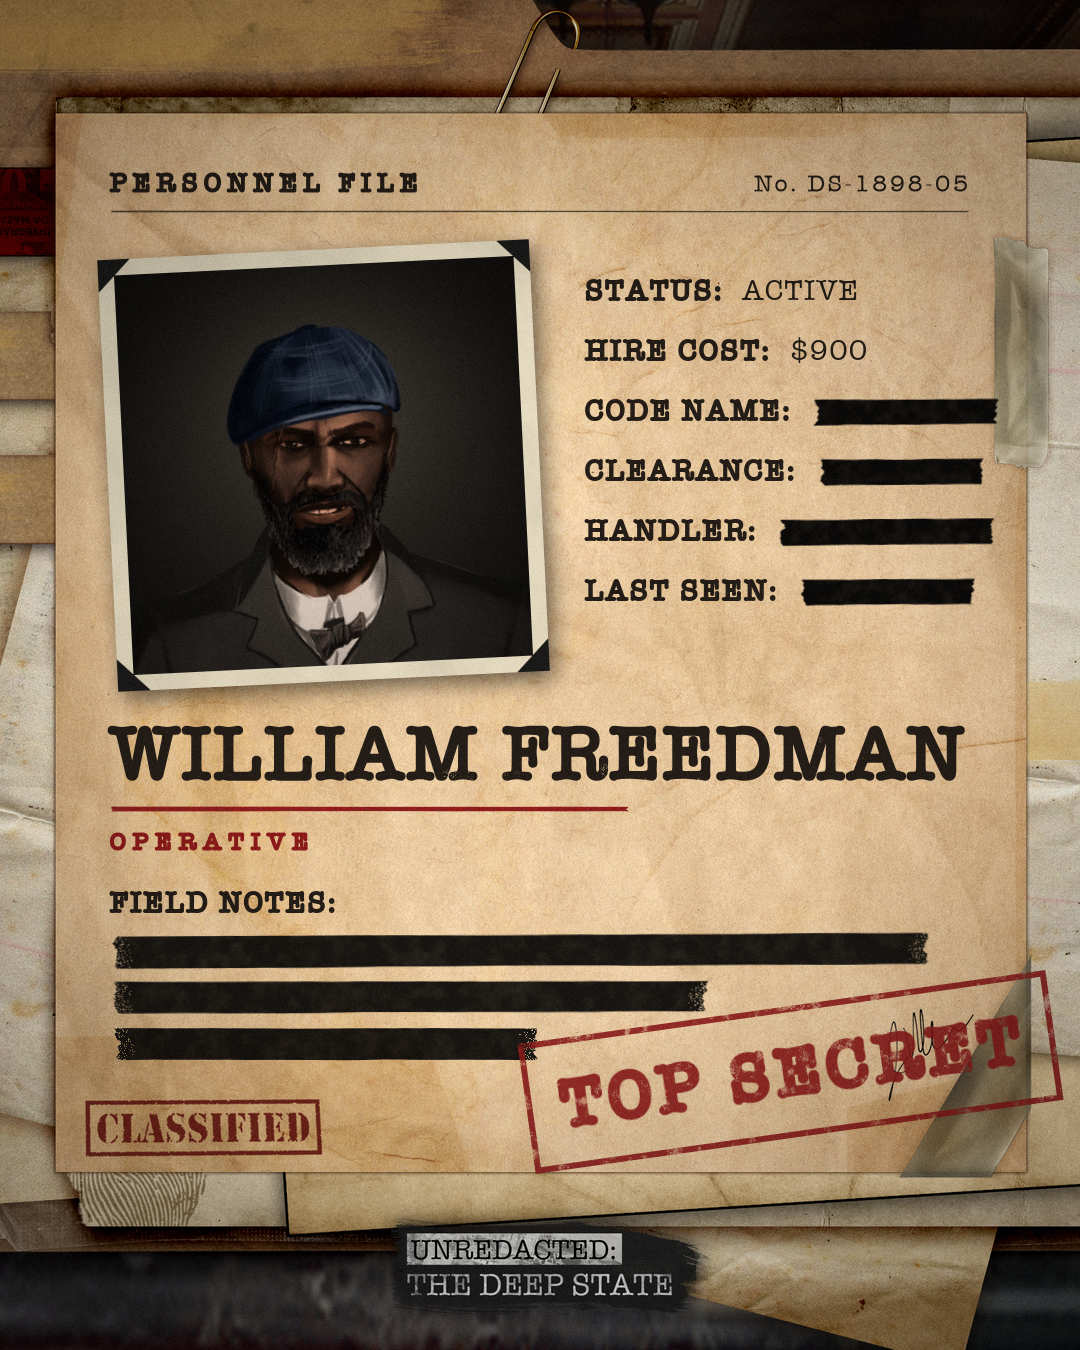 PERSONNEL FILE
No. DS-1898-05
STATUS: ACTIVE
HIRE COST: $900
CODE NAME:
CLEARANCE:
HANDLER:
LAST SEEN:
WILLIAM FREEDMAN
OPERATIVE
FIELD NOTES:
TOP SECRET
CLASSIFIED
UNREDACTED:
THE DEEP STATE